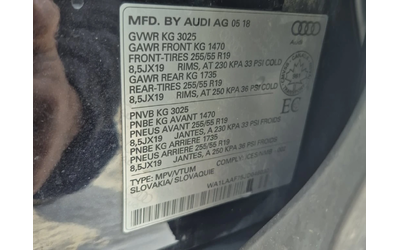 MFD. BY AUDI AG 05 18
GVWR KG 3025
GAWR FRONT KG 1470
FRONT-TIRES 255/55 R19
8,5JX19 RIMS, AT 230 KPA 33 PSI COLD
GAWR REAR KG 1735
REAR-TIRES 255/55 R19
8,5JX19 RIMS, AT 250 KPA 36 PSI COLD
EC
PNVB KG 3025
PNBE KG AVANT 1470
PNEUS AVANT 255/55 R19
8,5JX19 JANTES, A 230 KPA 33 PSI FROIDS
PNBE KG ARRIERE 1735
PNEUS ARRIERE 255/55 R19
8,5JX19 JANTES, A 250 KPA 36 PSI FROIDS
TYPE: MPV/VTUM
SLOVAKIA/ SLOVAQUIE